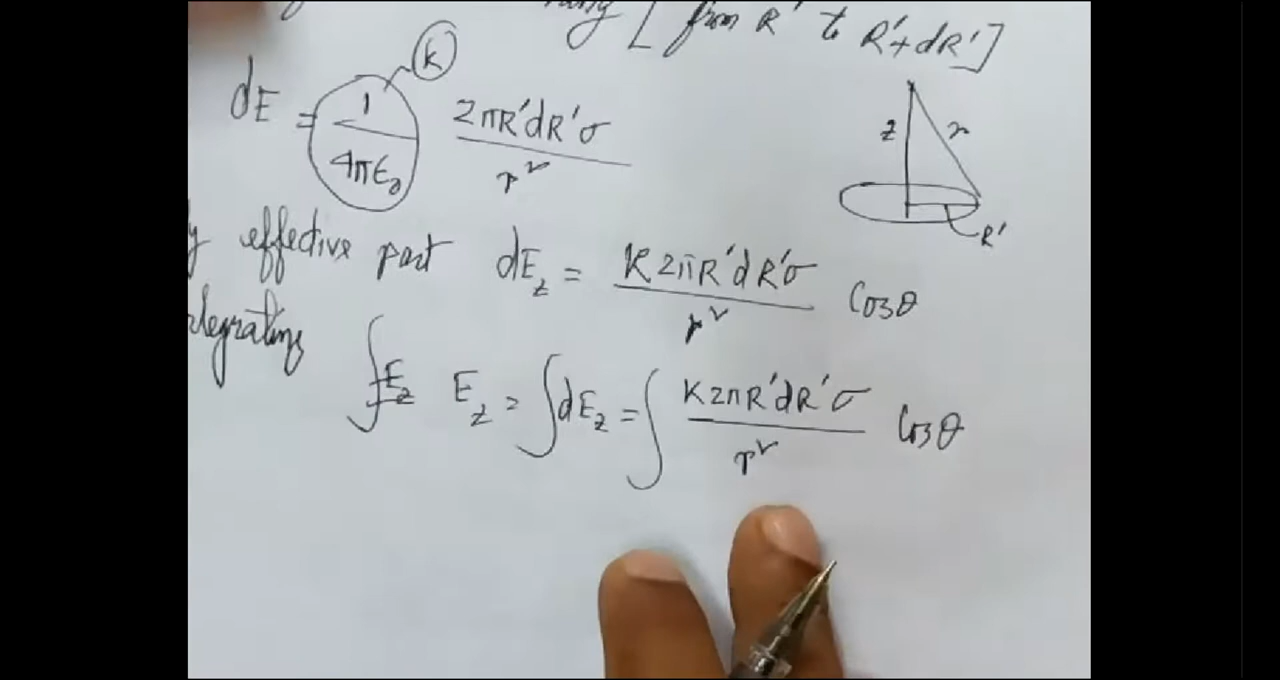 [from R' to R'+dR']
K
dE = 1/4πϵ₀ 2πR'dR'σ/r²
z r
R'
effective part dE_z = K2πR'dR'σ/r² Cosθ
∫E_z E_z = ∫dE_z = ∫ K2πR'dR'σ/r² Cosθ